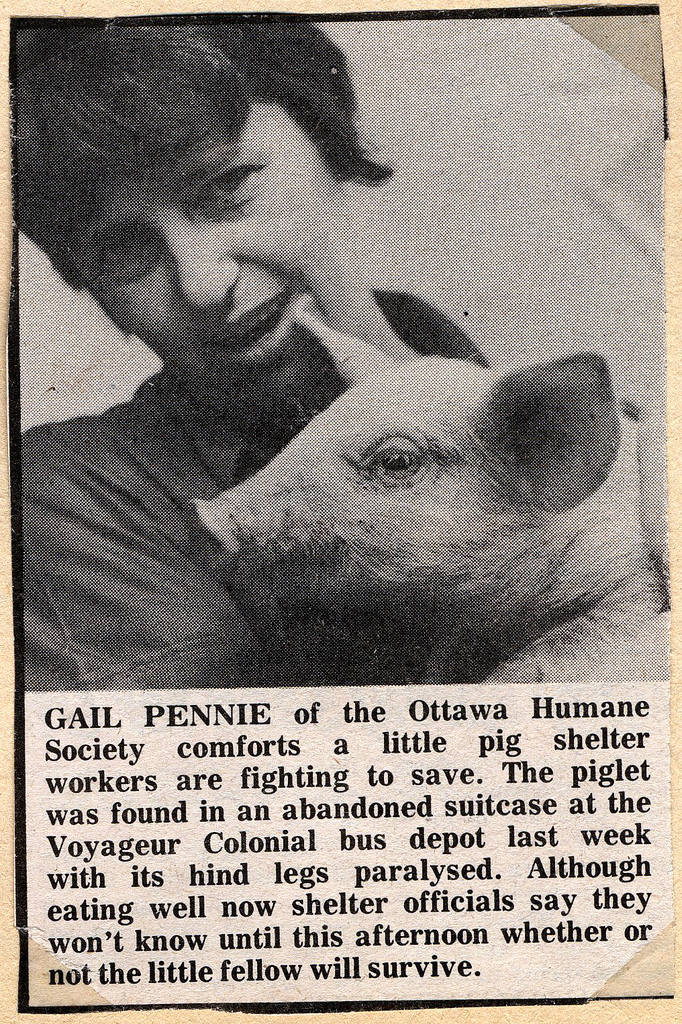 GAIL PENNIE of the Ottawa Humane
Society comforts a little pig shelter
workers are fighting to save. The piglet
was found in an abandoned suitcase at the
Voyageur Colonial bus depot last week
with its hind legs paralysed. Although
eating well now shelter officials say they
won't know until this afternoon whether or
not the little fellow will survive.